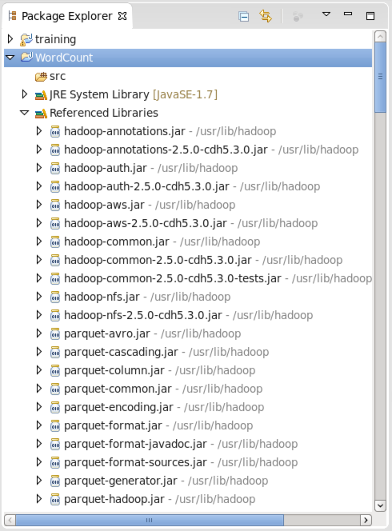 Package Explorer
training
WordCount
src
JRE System Library [JavaSE-1.7]
Referenced Libraries
hadoop-annotations.jar - /usr/lib/hadoop
hadoop-annotations-2.5.0-cdh5.3.0.jar - /usr/lib/hadoop
hadoop-auth.jar - /usr/lib/hadoop
hadoop-auth-2.5.0-cdh5.3.0.jar - /usr/lib/hadoop
hadoop-aws.jar - /usr/lib/hadoop
hadoop-aws-2.5.0-cdh5.3.0.jar - /usr/lib/hadoop
hadoop-common.jar - /usr/lib/hadoop
hadoop-common-2.5.0-cdh5.3.0.jar - /usr/lib/hadoop
hadoop-common-2.5.0-cdh5.3.0-tests.jar - /usr/lib/hadoop
hadoop-nfs.jar - /usr/lib/hadoop
hadoop-nfs-2.5.0-cdh5.3.0.jar - /usr/lib/hadoop
parquet-avro.jar - /usr/lib/hadoop
parquet-cascading.jar - /usr/lib/hadoop
parquet-column.jar - /usr/lib/hadoop
parquet-common.jar - /usr/lib/hadoop
parquet-encoding.jar - /usr/lib/hadoop
parquet-format.jar - /usr/lib/hadoop
parquet-format-javadoc.jar - /usr/lib/hadoop
parquet-format-sources.jar - /usr/lib/hadoop
parquet-generator.jar - /usr/lib/hadoop
parquet-hadoop.jar - /usr/lib/hadoop